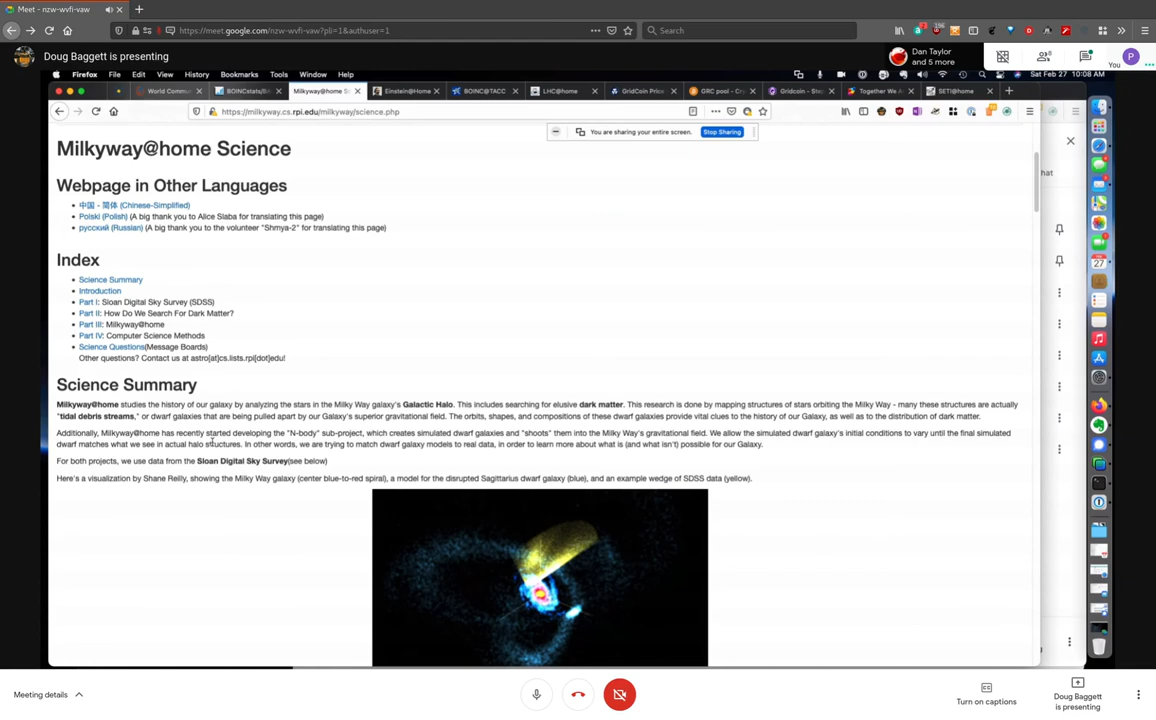 Meet - nzw-wvfi-vaw
https://meet.google.com/nzw-wvfi-vaw?pli=1&authuser=1
Search
196
Doug Baggett is presenting
Dan Taylor
and 5 more
You
P
Firefox File Edit View History Bookmarks Tools Window Help
Sat Feb 27 10:08 AM
World Commu
BOINCstats/BA
Milkyway@home Sc
Einstein@Home
BOINC@TACC
LHC@home
GridCoin Price
GRC pool - Cry
Gridcoin - Step
Together We A
SETI@home
https://milkyway.cs.rpi.edu/milkyway/science.php
You are sharing your entire screen.
Stop Sharing
hat
Milkyway@home Science
Webpage in Other Languages
中国 - 简体 (Chinese-Simplified)
Polski (Polish) (A big thank you to Alice Slaba for translating this page)
русский (Russian) (A big thank you to the volunteer "Shmya-2" for translating this page)
Index
Science Summary
Introduction
Part I: Sloan Digital Sky Survey (SDSS)
Part II: How Do We Search For Dark Matter?
Part III: Milkyway@home
Part IV: Computer Science Methods
Science Questions(Message Boards)
Other questions? Contact us at astro[at]cs.lists.rpi[dot]edu!
Science Summary
Milkyway@home studies the history of our galaxy by analyzing the stars in the Milky Way galaxy's Galactic Halo. This includes searching for elusive dark matter. This research is done by mapping structures of stars orbiting the Milky Way - many these structures are actually
"tidal debris streams," or dwarf galaxies that are being pulled apart by our Galaxy's superior gravitational field. The orbits, shapes, and compositions of these dwarf galaxies provide vital clues to the history of our Galaxy, as well as to the distribution of dark matter.
Additionally, Milkyway@home has recently started developing the "N-body" sub-project, which creates simulated dwarf galaxies and "shoots" them into the Milky Way's gravitational field. We allow the simulated dwarf galaxy's initial conditions to vary until the final simulated
dwarf matches what we see in actual halo structures. In other words, we are trying to match dwarf galaxy models to real data, in order to learn more about what is (and what isn't) possible for our Galaxy.
For both projects, we use data from the Sloan Digital Sky Survey(see below)
Here's a visualization by Shane Reilly, showing the Milky Way galaxy (center blue-to-red spiral), a model for the disrupted Sagittarius dwarf galaxy (blue), and an example wedge of SDSS data (yellow).
27
Meeting details
Turn on captions
Doug Baggett
is presenting